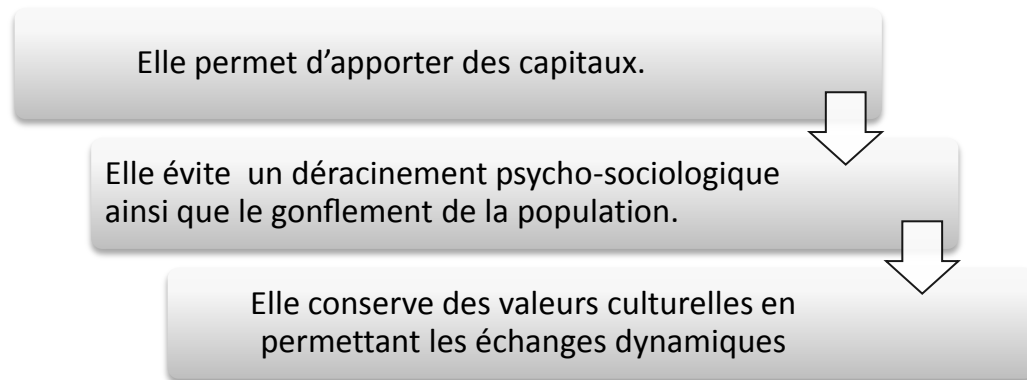 Elle permet d’apporter des capitaux.
Elle évite  un déracinement psycho-sociologique
ainsi que le gonflement de la population.
Elle conserve des valeurs culturelles en
permettant les échanges dynamiques